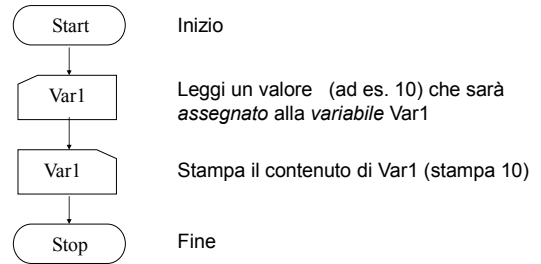 Start
Inizio
Var1
Leggi un valore (ad es. 10) che sarà
assegnato alla variabile Var1
Var1
Stampa il contenuto di Var1 (stampa 10)
Stop
Fine